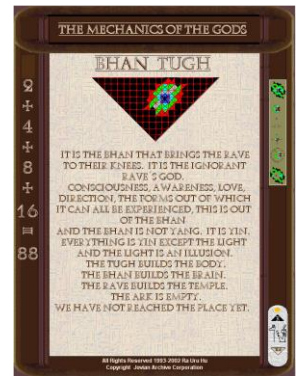 THE MECHANICS OF THE GODS
BHAN TUGH
2
+
4
+
8
+
16
=
88
IT IS THE BHAN THAT BRINGS THE RAVE
TO THEIR KNEES. IT IS THE IGNORANT
RAVE'S GOD.
CONSCIOUSNESS, AWARENESS, LOVE,
DIRECTION, THE FORMS OUT OF WHICH
IT CAN ALL BE EXPERIENCED, THIS IS OUT
OF THE BHAN
AND THE BHAN IS NOT YANG. IT IS YIN.
EVERYTHING IS YIN EXCEPT THE LIGHT
AND THE LIGHT IS AN ILLUSION.
THE TUGH BUILDS THE BODY.
THE BHAN BUILDS THE BRAIN.
THE RAVE BUILDS THE TEMPLE.
THE ARK IS EMPTY.
WE HAVE NOT REACHED THE PLACE YET.
All Rights Reserved 1993-2002 Ra Uru Hu
Copyright Jovian Archive Corporation